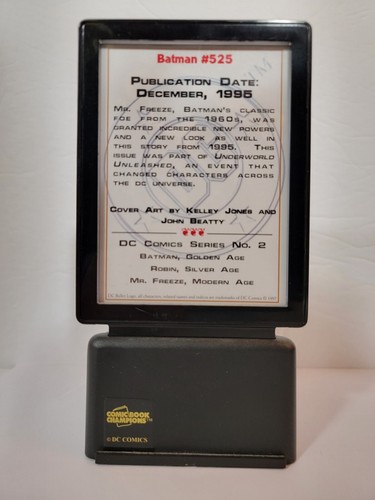 Batman #525
PUBLICATION DATE:
DECEMBER, 1995
MR. FREEZE, BATMAN'S CLASSIC
FOE FROM THE 1960S, WAS
GRANTED INCREDIBLE NEW POWERS
AND A NEW LOOK AS WELL IN
THIS STORY FROM 1995. THIS
ISSUE WAS PART OF UNDERWORLD
UNLEASHED, AN EVENT THAT
CHANGED CHARACTERS ACROSS
THE DC UNIVERSE.
COVER ART BY KELLEY JONES AND
JOHN BEATTY
DC COMICS SERIES NO. 2
BATMAN, GOLDEN AGE
ROBIN, SILVER AGE
MR. FREEZE, MODERN AGE
COMIC BOOK
CHAMPIONS™
© DC COMICS